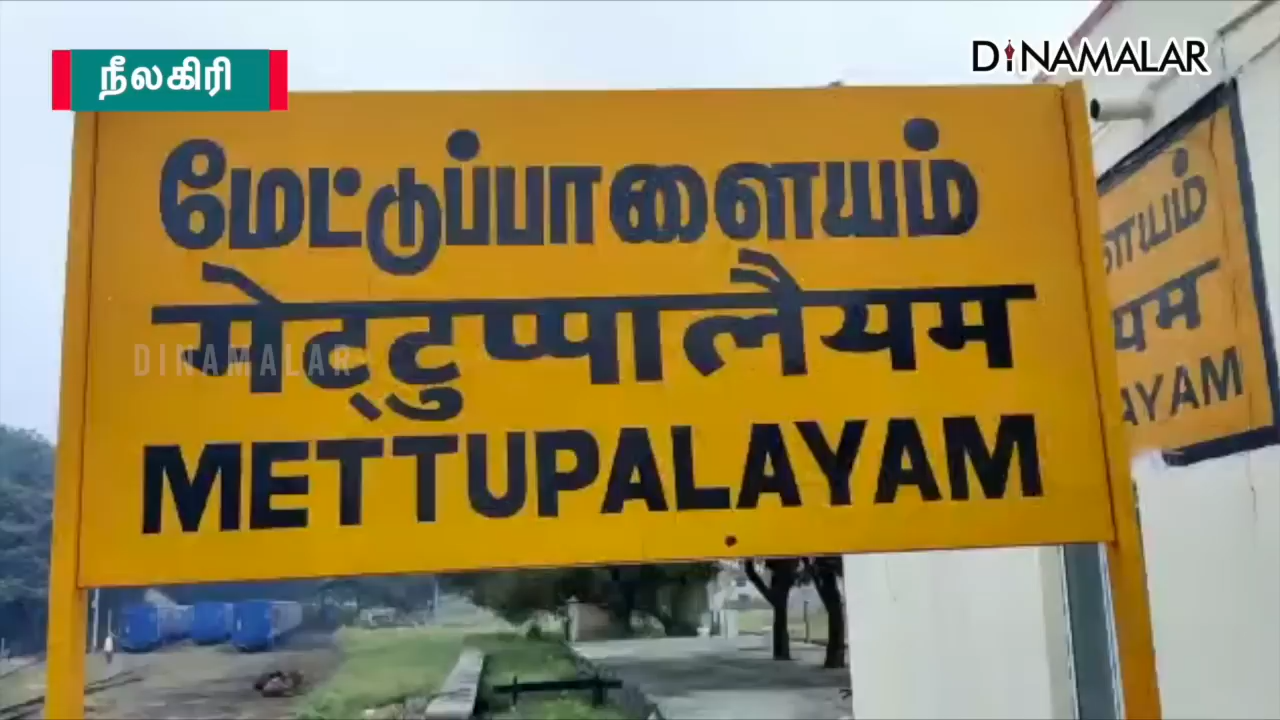 நீலகிரி
DINAMALAR
மேட்டுப்பாளையம்
मेट्टुप्पालैयम
DINAMALAR
METTUPALAYAM
ாயம்
यम
AYAM